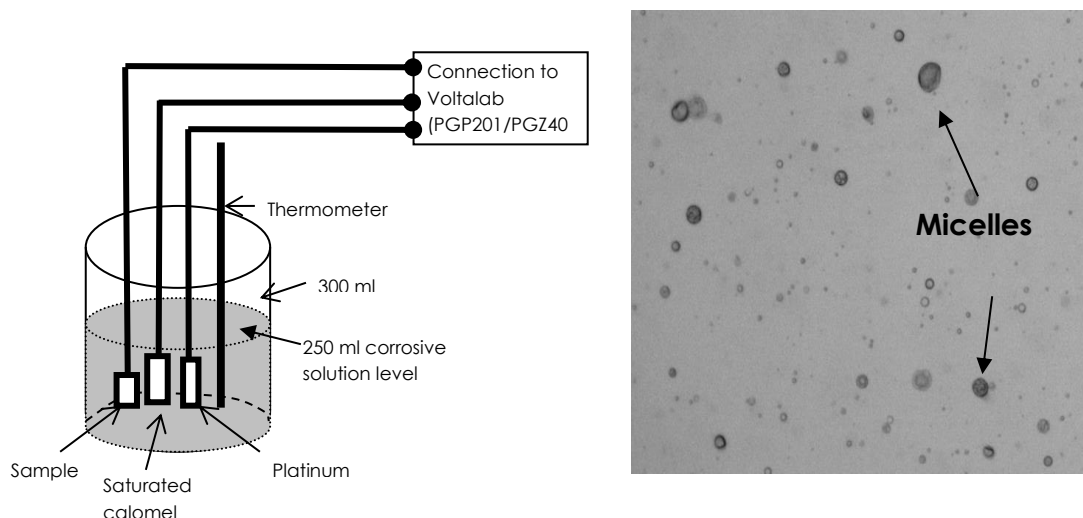 Connection to
Voltalab
(PGP201/PGZ40
Thermometer
300 ml
250 ml corrosive
solution level
Sample
Saturated
calomel
Platinum
Micelles